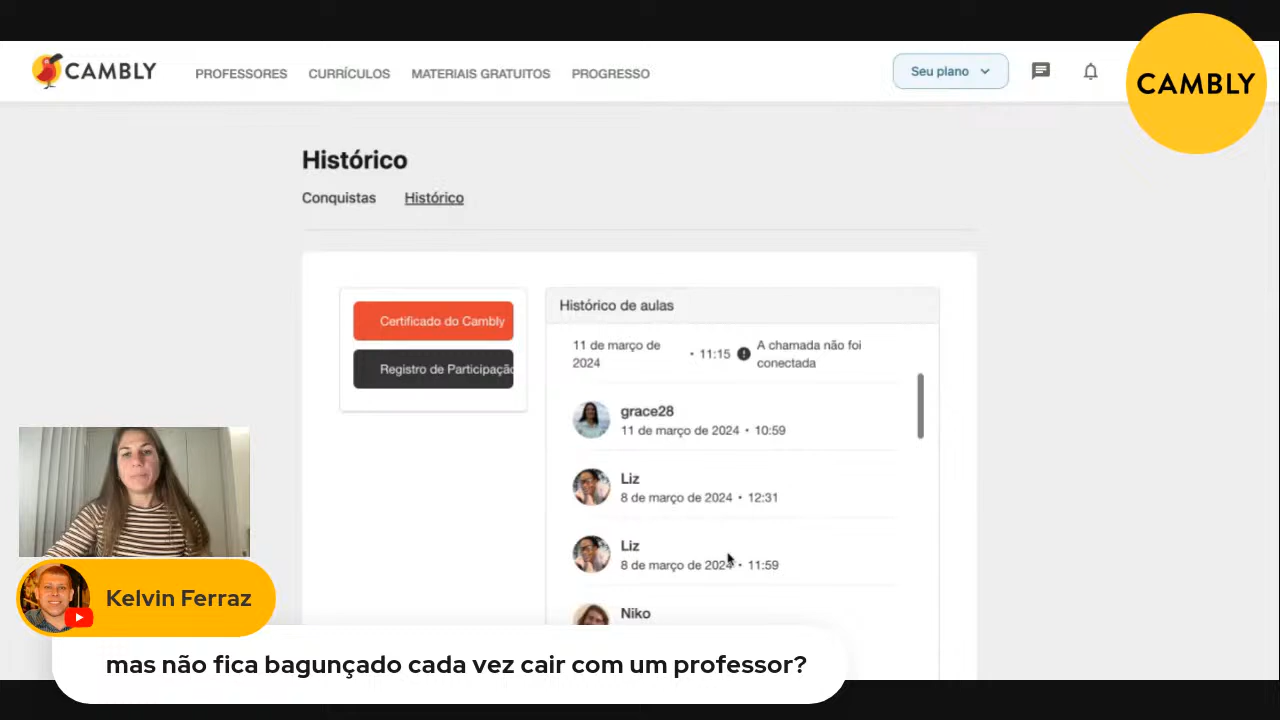 CAMBLY
PROFESSORES
CURRÍCULOS
MATERIAIS GRATUITOS
PROGRESSO
Seu plano
CAMBLY
Histórico
Conquistas
Histórico
Certificado do Cambly
Registro de Participação
Histórico de aulas
11 de março de
2024
• 11:15
A chamada não foi
conectada
grace28
11 de março de 2024 • 10:59
Liz
8 de março de 2024 • 12:31
Liz
8 de março de 2024 • 11:59
Niko
Kelvin Ferraz
mas não fica bagunçado cada vez cair com um professor?